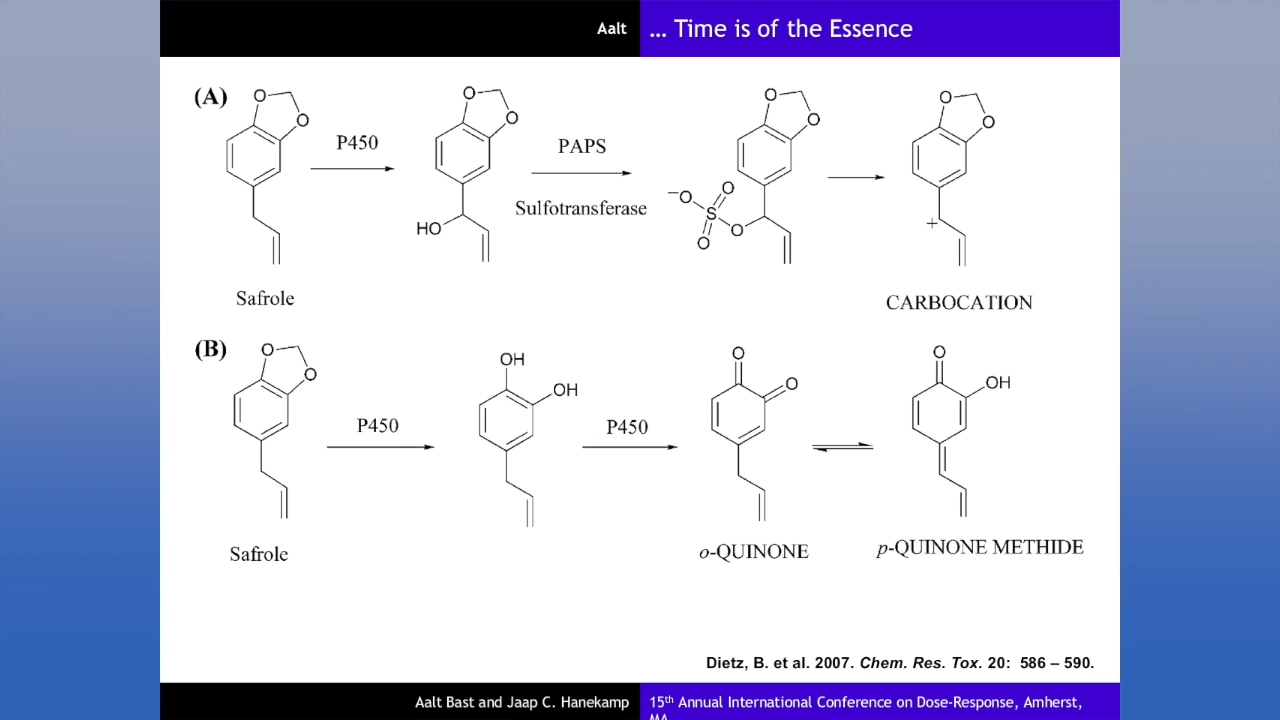 Aalt
… Time is of the Essence
(A)
P450
PAPS
Sulfotransferase
HO
O
O
O
O
O
O
−O
S
O
O
O
O
O
+
Safrole
CARBOCATION
(B)
O
O
OH
OH
O
O
O
OH
P450
P450
Safrole
o-QUINONE
p-QUINONE METHIDE
Dietz, B. et al. 2007. Chem. Res. Tox. 20: 586 – 590.
Aalt Bast and Jaap C. Hanekamp
15th Annual International Conference on Dose-Response, Amherst,
MA